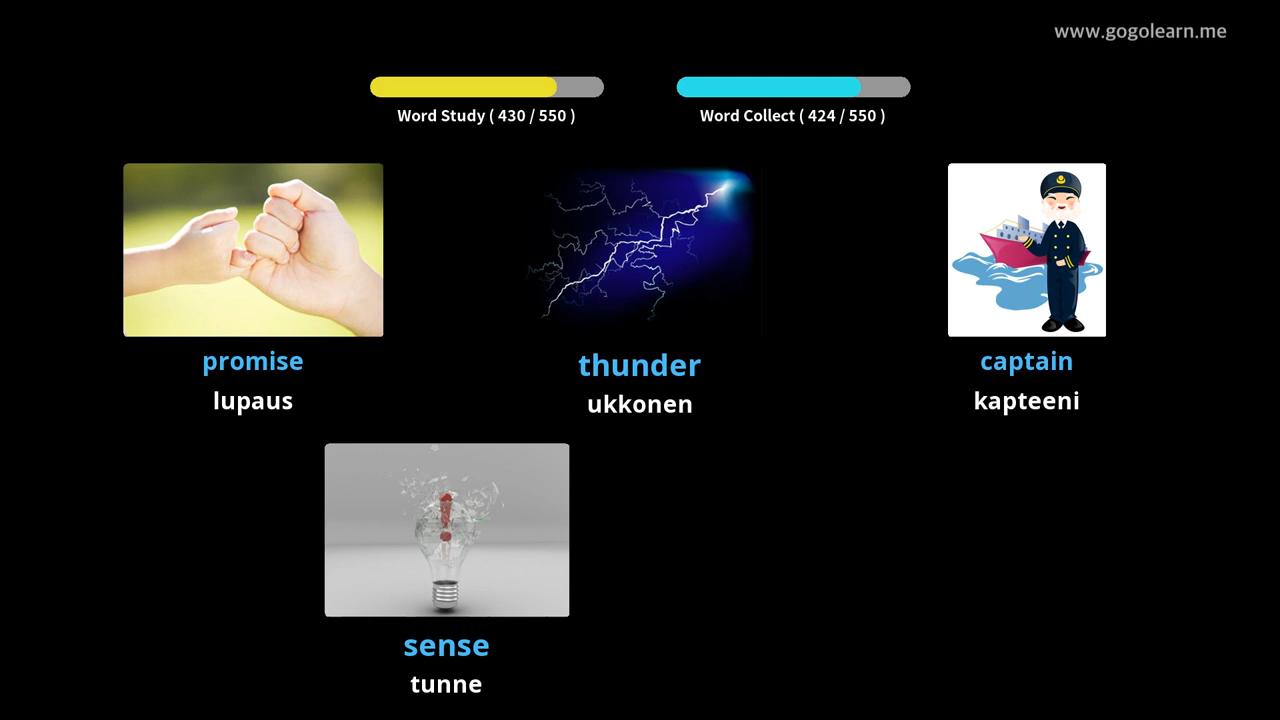 www.gogolearn.me
Word Study ( 430 / 550 )
Word Collect ( 424 / 550 )
promise
lupaus
thunder
ukkonen
captain
kapteeni
sense
tunne